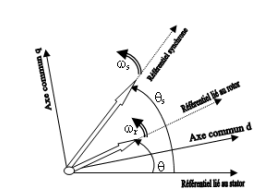 Axe commun q
ωs
Référentiel synchrone
θs
ωr
Référentiel lié au rotor
Axe commun d
θ
Référentiel lié au stator